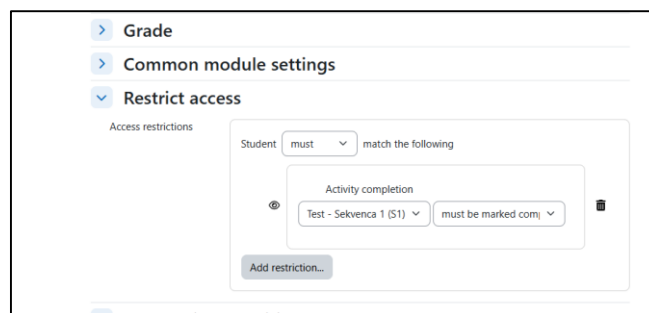 Grade
Common module settings
Restrict access
Access restrictions
Student must match the following
Activity completion
Test - Sekvenca 1 (S1) must be marked com
Add restriction...